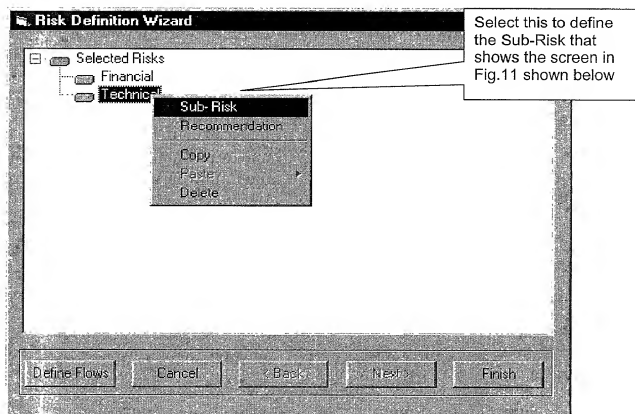 Risk Definition Wizard
Select this to define
the Sub-Risk that
shows the screen in
Fig.11 shown below
Selected Risks
Financial
Technical
Sub-Risk
Recommendation
Copy
Paste
Delete
Define Flows
Cancel
< Back
Next >
Finish